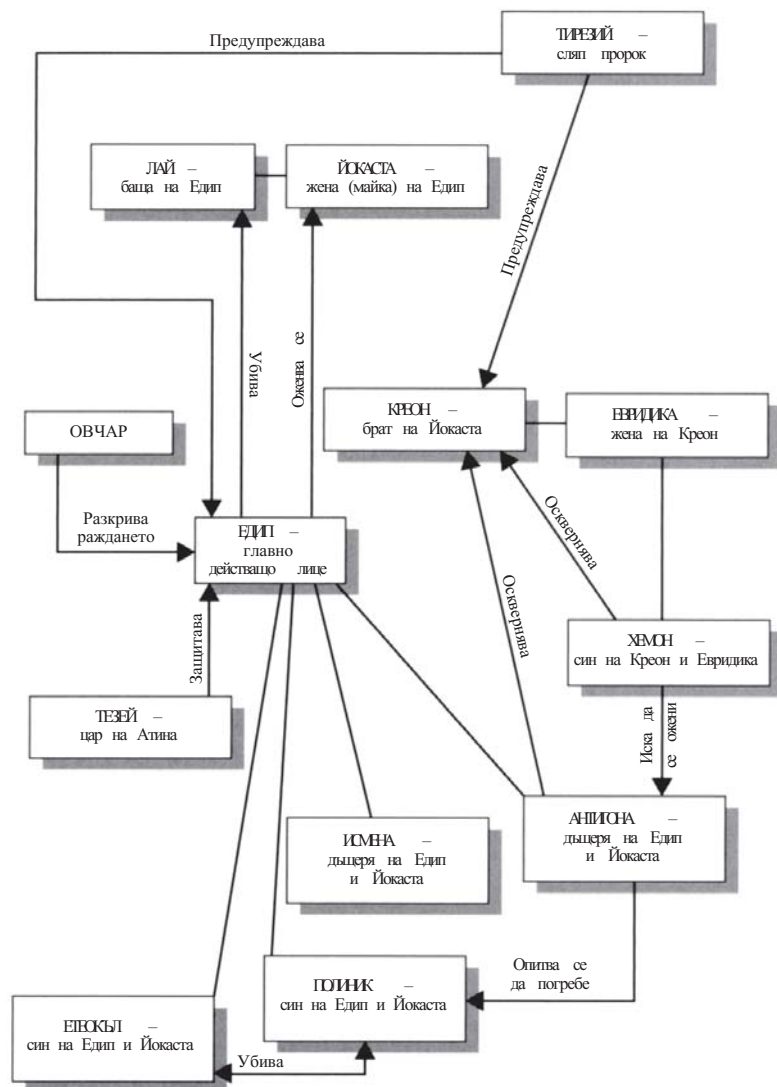 Предупреждава
ТИРЕЗИЙ –
сляп пророк
ЛАЙ –
баща на Едип
ЙОКАСТА –
жена (майка) на Едип
Предупреждава
Убива
Оженва се
КРЕОН –
брат на Йокаста
ЕВРИДИКА –
жена на Креон
ОВЧАР
Разкрива
раждането
ЕДИП –
главно
действащо лице
Осквернява
Осквернява
ХЕМОН –
син на Креон и Евридика
Защитава
ТЕЗЕЙ –
цар на Атина
Иска да
се ожени
ИСМЕНА –
дъщеря на Едип
и Йокаста
АНТИГОНА –
дъщеря на Едип
и Йокаста
Опитва се
да погребе
ПОЛИНИК –
син на Едип и Йокаста
ЕТЕОКЪЛ –
син на Едип и Йокаста
Убива